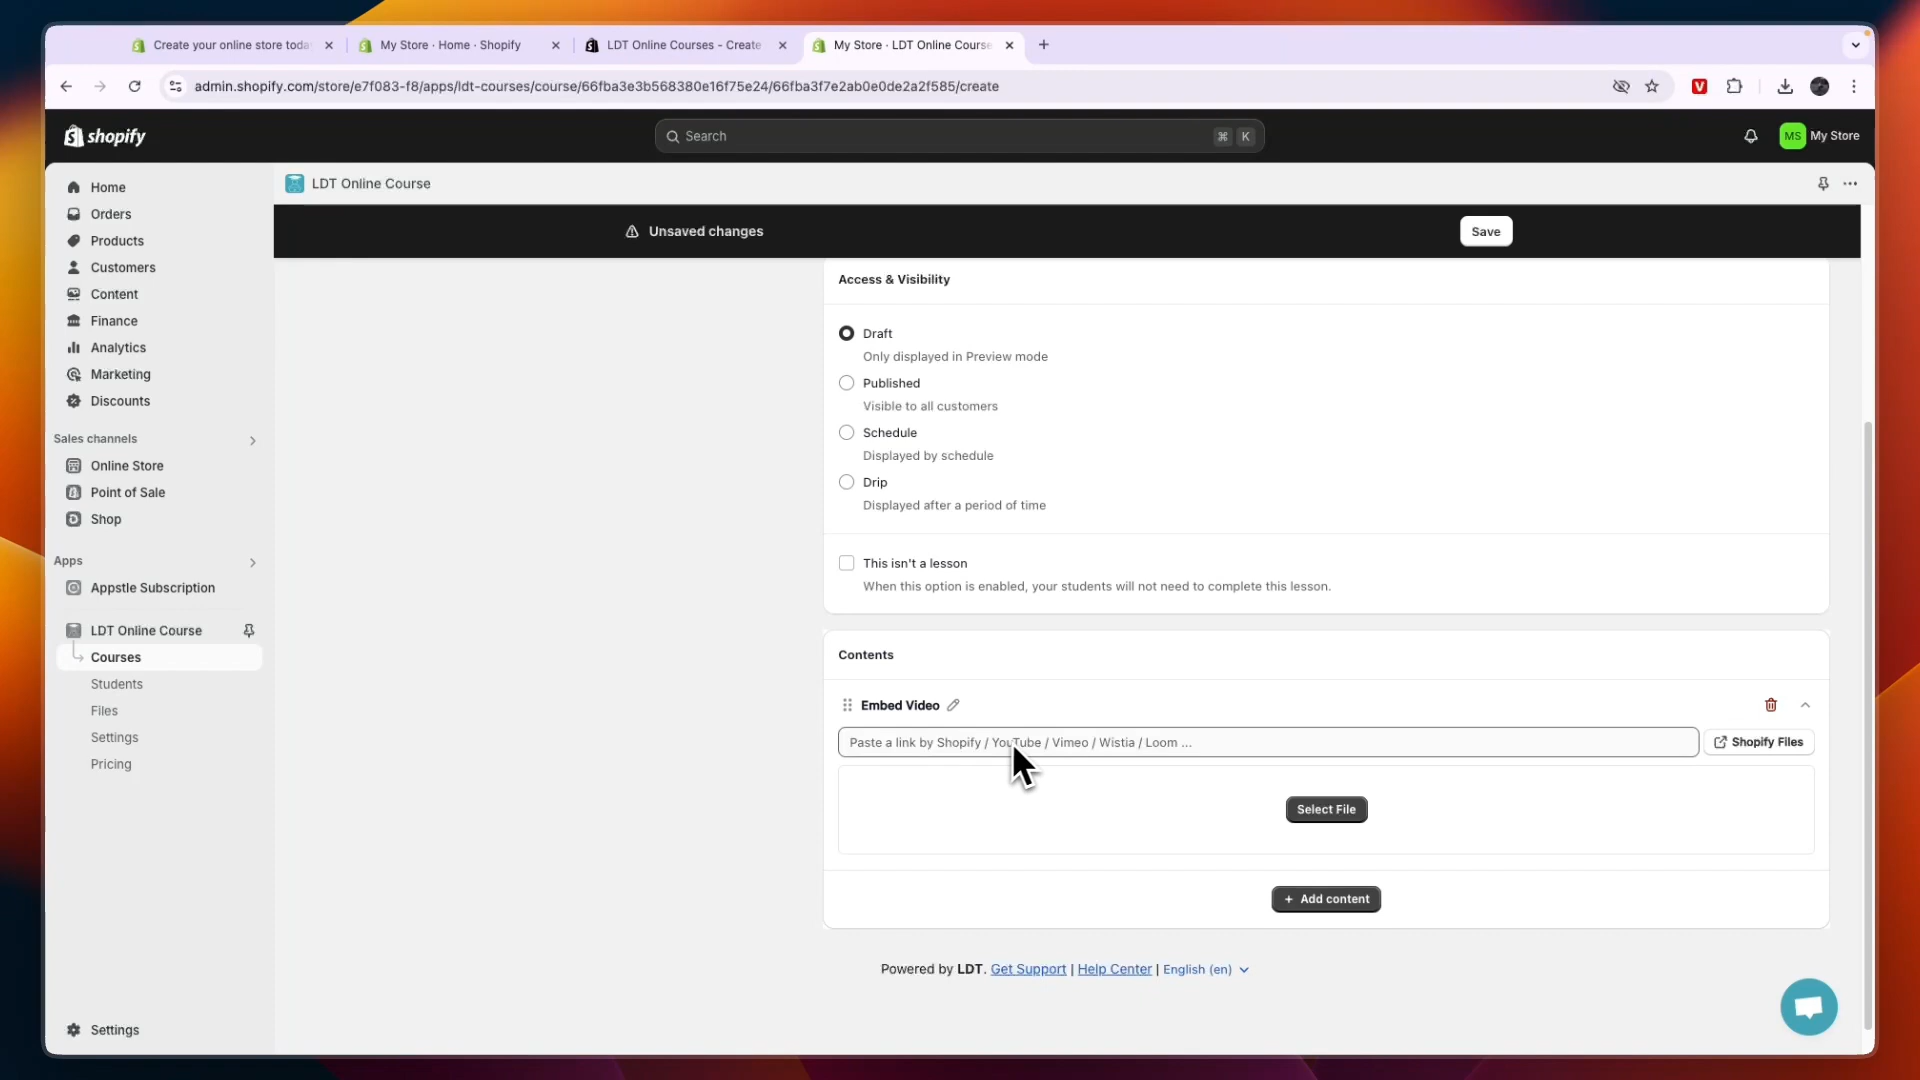 Create your online store toda
My Store · Home · Shopify
LDT Online Courses - Create
My Store · LDT Online Course
admin.shopify.com/store/e7f083-f8/apps/ldt-courses/course/66fba3e3b568380e16f75e24/66fba3f7e2ab0e0de2a2f585/create
shopify
Search
⌘ K
MS My Store
Home
Orders
Products
Customers
Content
Finance
Analytics
Marketing
Discounts
Sales channels
Online Store
Point of Sale
Shop
Apps
Appstle Subscription
LDT Online Course
Courses
Students
Files
Settings
Pricing
Settings
LDT Online Course
Unsaved changes
Save
Access & Visibility
Draft
Only displayed in Preview mode
Published
Visible to all customers
Schedule
Displayed by schedule
Drip
Displayed after a period of time
This isn't a lesson
When this option is enabled, your students will not need to complete this lesson.
Contents
Embed Video
Paste a link by Shopify / YouTube / Vimeo / Wistia / Loom ...
Shopify Files
Select File
+ Add content
Powered by LDT. Get Support | Help Center | English (en)